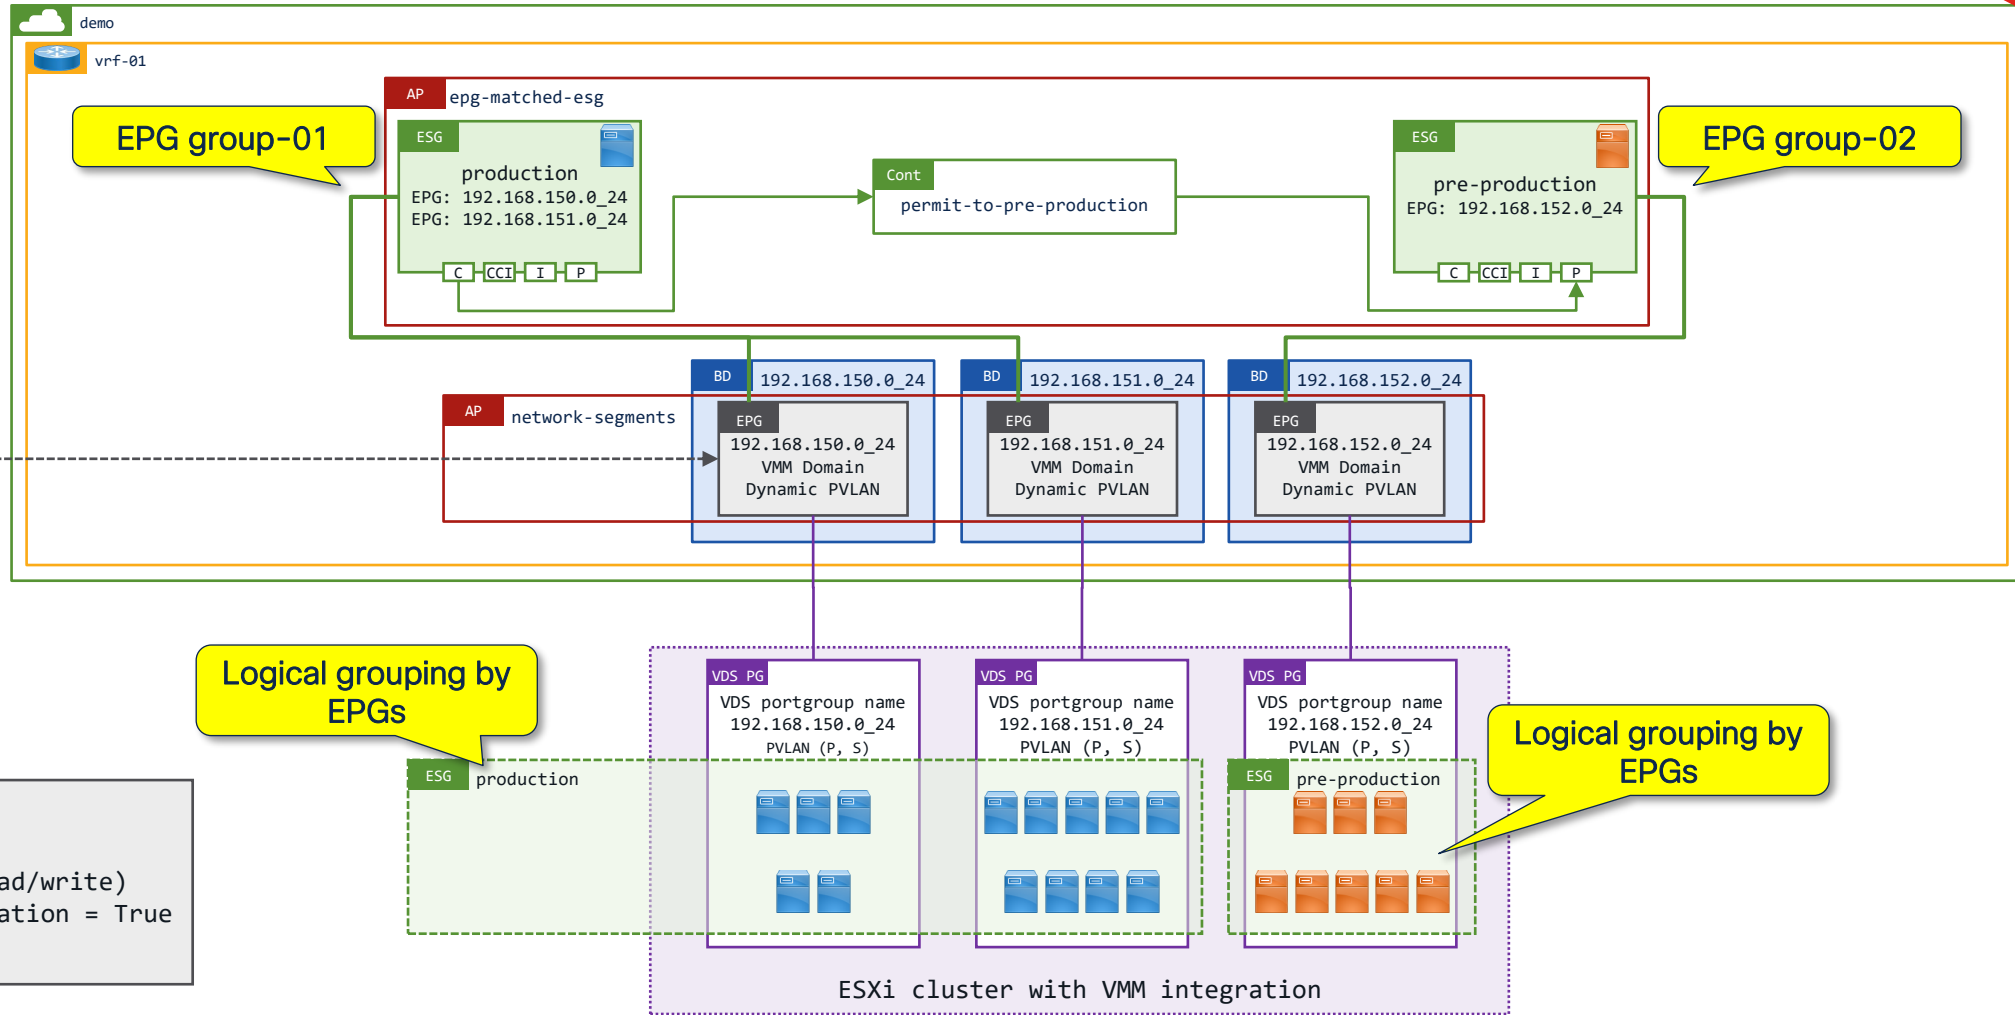 demo
vrf-01
AP
epg-matched-esg
EPG group-01
ESG
production
EPG: 192.168.150.0_24
EPG: 192.168.151.0_24
C
CCI
I
P
Cont
permit-to-pre-production
ESG
pre-production
EPG: 192.168.152.0_24
C
CCI
I
P
EPG group-02
BD
192.168.150.0_24
BD
192.168.151.0_24
BD
192.168.152.0_24
AP
network-segments
EPG
192.168.150.0_24
VMM Domain
Dynamic PVLAN
EPG
192.168.151.0_24
VMM Domain
Dynamic PVLAN
EPG
192.168.152.0_24
VMM Domain
Dynamic PVLAN
Logical grouping by
EPGs
VDS PG
VDS portgroup name
192.168.150.0_24
PVLAN (P, S)
VDS PG
VDS portgroup name
192.168.151.0_24
PVLAN (P, S)
VDS PG
VDS portgroup name
192.168.152.0_24
PVLAN (P, S)
Logical grouping by
EPGs
ESG
production
ESG
pre-production
ad/write)
ation = True
ESXi cluster with VMM integration